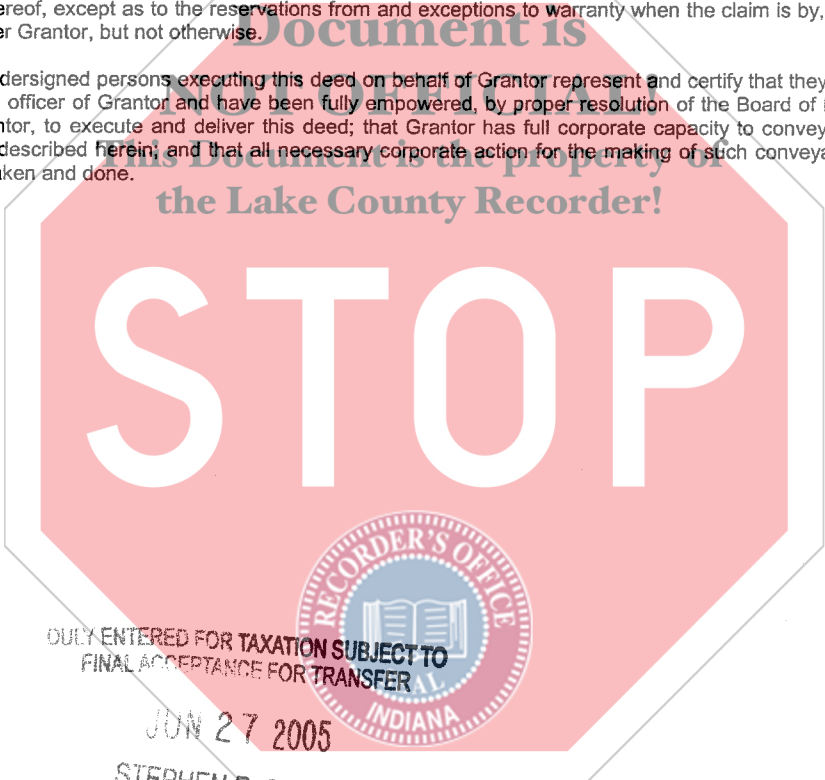 ereof, except as to the reservations from and exceptions to warranty when the claim is by,
er Grantor, but not otherwise.
Document is
dersigned persons executing this deed on behalf of Grantor represent and certify that they
officer of Grantor and have been fully empowered, by proper resolution of the Board of
NOT OFFICIAL!
ntor, to execute and deliver this deed; that Grantor has full corporate capacity to convey
described herein; and that all necessary corporate action for the making of such conveya
This Document is the property of
ken and done.
the Lake County Recorder!
STOP
RECORDER'S OFFICE
DULY ENTERED FOR TAXATION SUBJECT TO
FINAL ACCEPTANCE FOR TRANSFER
INDIANA
JUN 27 2005
STEPHEN